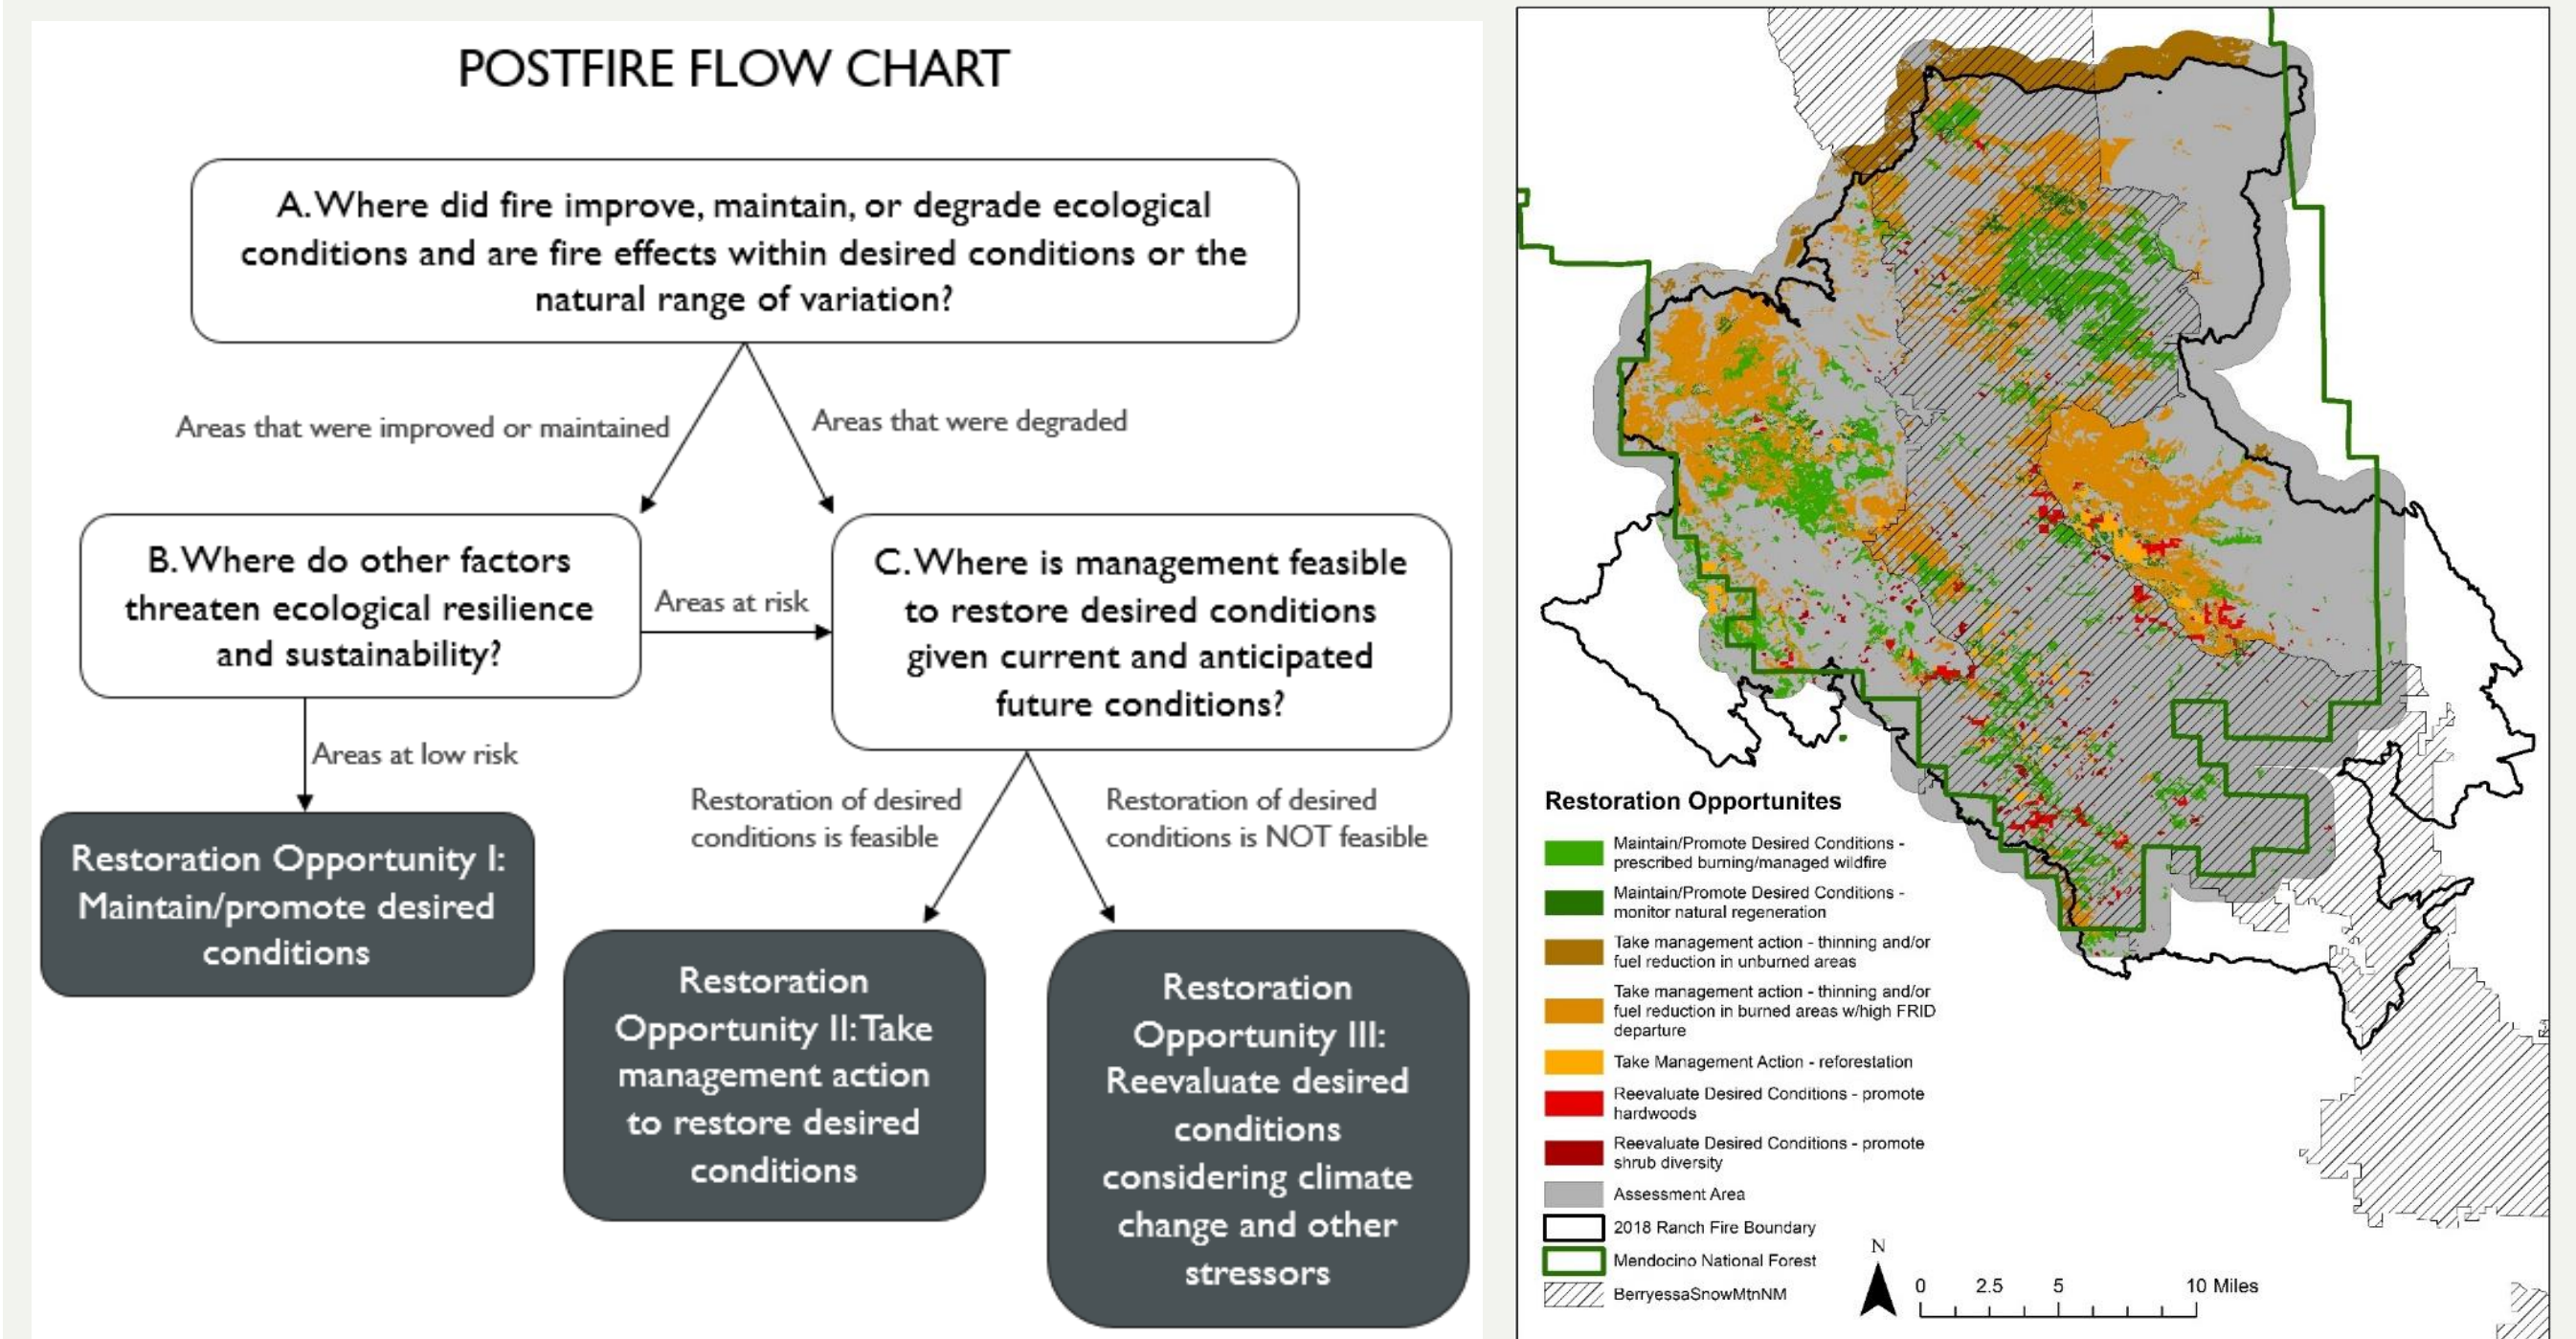 POSTFIRE FLOW CHART
A. Where did fire improve, maintain, or degrade ecological
conditions and are fire effects within desired conditions or the
natural range of variation?
Areas that were improved or maintained
Areas that were degraded
B. Where do other factors
threaten ecological resilience
and sustainability?
Areas at risk
C. Where is management feasible
to restore desired conditions
given current and anticipated
future conditions?
Areas at low risk
Restoration of desired
conditions is feasible
Restoration of desired
conditions is NOT feasible
Restoration Opportunity I:
Maintain/promote desired
conditions
Restoration
Opportunity II: Take
management action
to restore desired
conditions
Restoration
Opportunity III:
Reevaluate desired
conditions
considering climate
change and other
stressors
Restoration Opportunites
Maintain/Promote Desired Conditions -
prescribed burning/managed wildfire
Maintain/Promote Desired Conditions -
monitor natural regeneration
Take management action - thinning and/or
fuel reduction in unburned areas
Take management action - thinning and/or
fuel reduction in burned areas w/high FRID
departure
Take Management Action - reforestation
Reevaluate Desired Conditions - promote
hardwoods
Reevaluate Desired Conditions - promote
shrub diversity
Assessment Area
2018 Ranch Fire Boundary
Mendocino National Forest
BerryessaSnowMtnNM
N
0 2.5 5 10 Miles